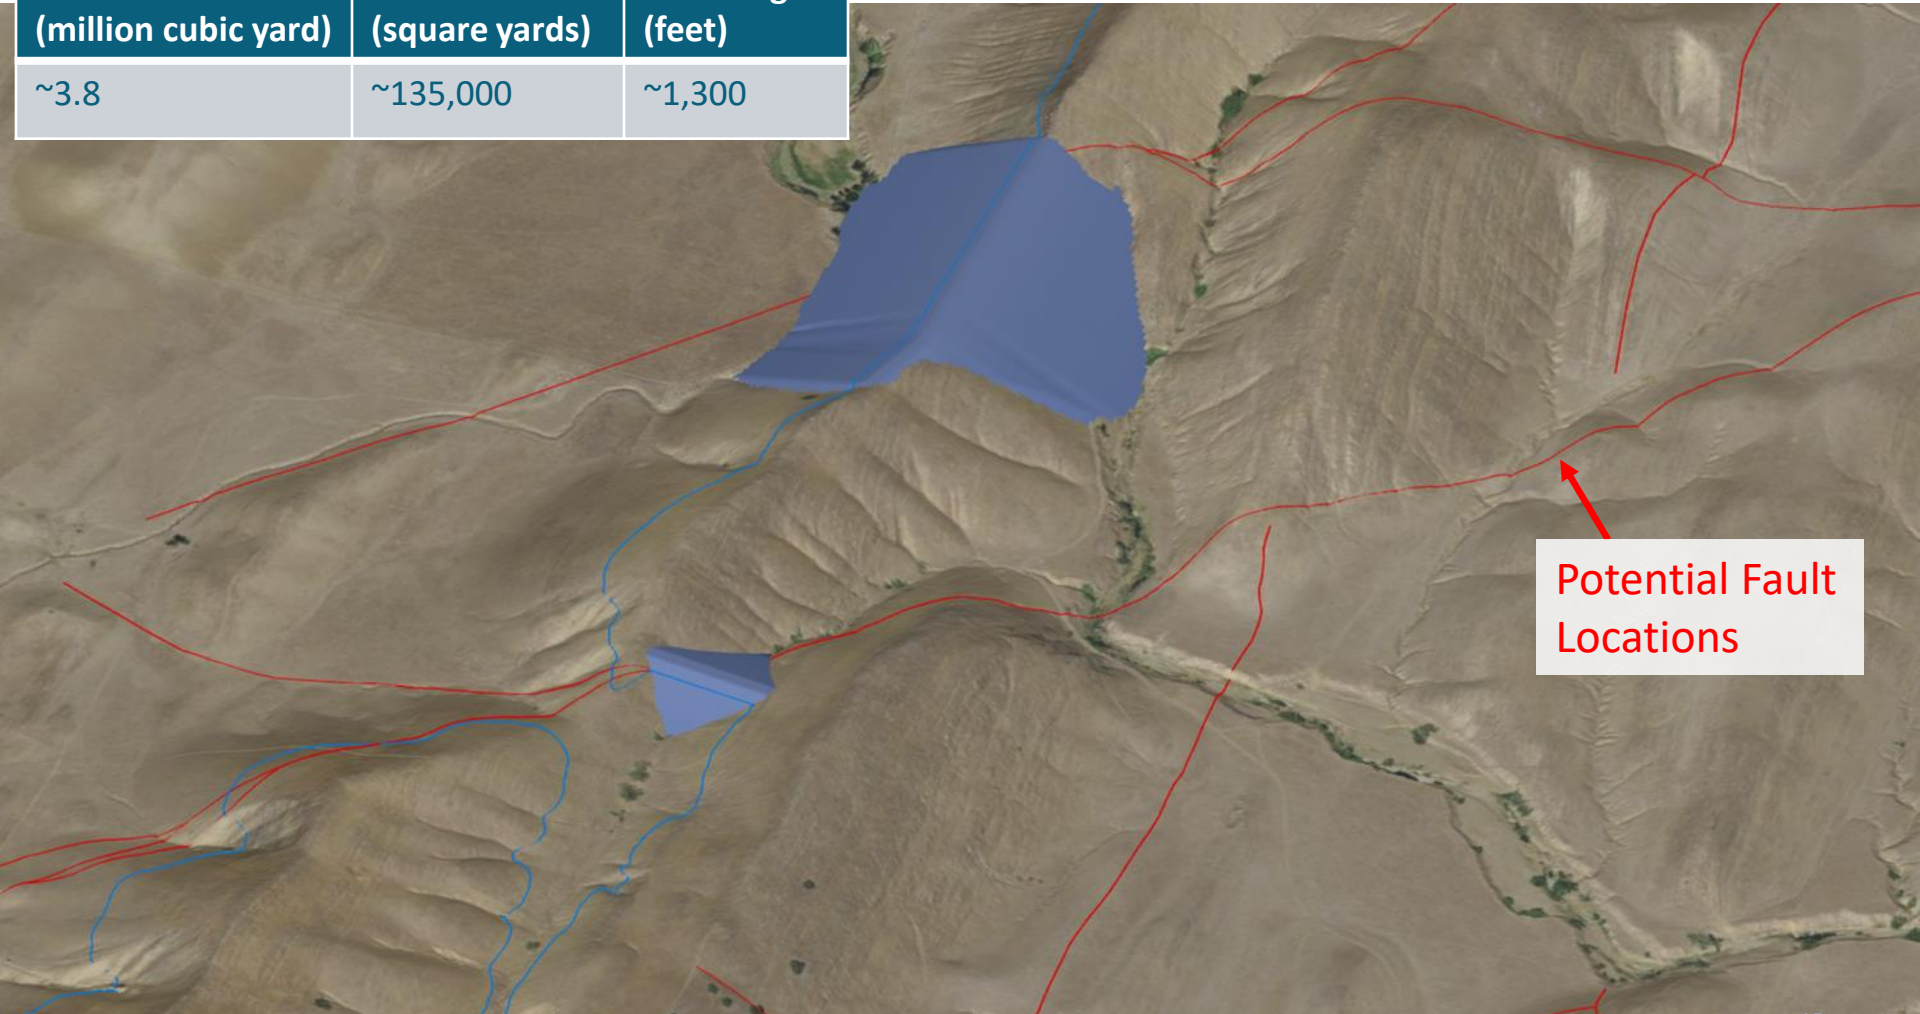 (million cubic yard) (square yards) (feet)
~3.8 ~135,000 ~1,300
Potential Fault
Locations